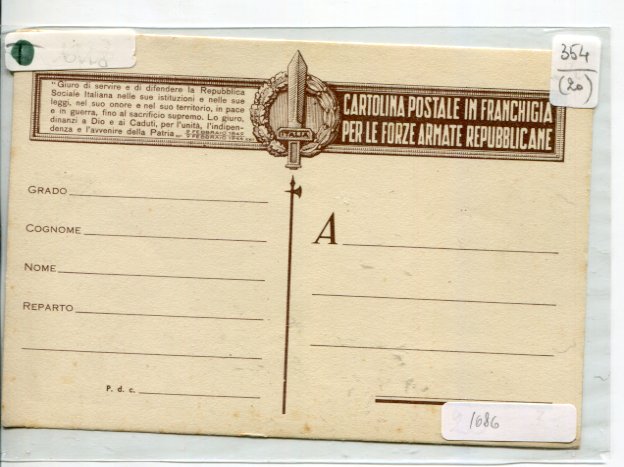 354
(20)
"Giuro di servire e di difendere la Repubblica
Sociale Italiana nelle sue istituzioni e nelle sue
leggi, nel suo onore e nel suo territorio, in pace
e in guerra, fino al sacrificio supremo. Lo giuro,
dinanzi a Dio e ai Caduti, per l'unità, l'indipen-
denza e l'avvenire della Patria
ITALIA
CARTOLINA POSTALE IN FRANCHIGIA
PER LE FORZE ARMATE REPUBBLICANE
GRADO
COGNOME
NOME
REPARTO
P. d. c.
A
1686